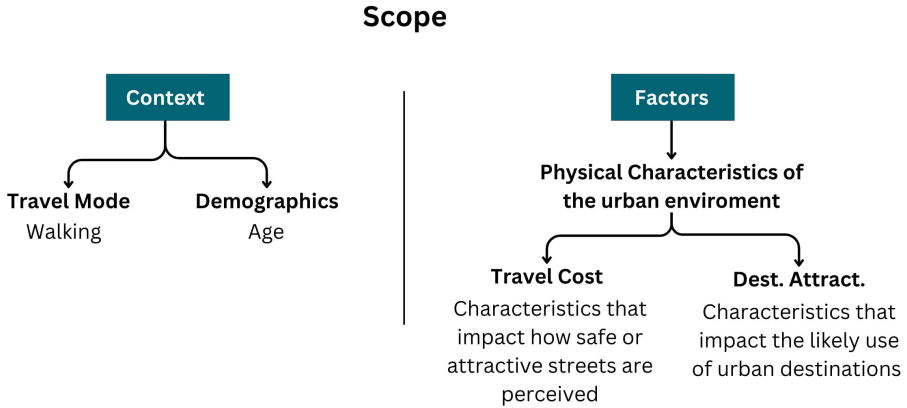 Scope
Context
Travel Mode
Walking
Demographics
Age
Factors
Physical Characteristics of
the urban enviroment
Travel Cost
Characteristics that
impact how safe or
attractive streets are
perceived
Dest. Attract.
Characteristics that
impact the likely use
of urban destinations